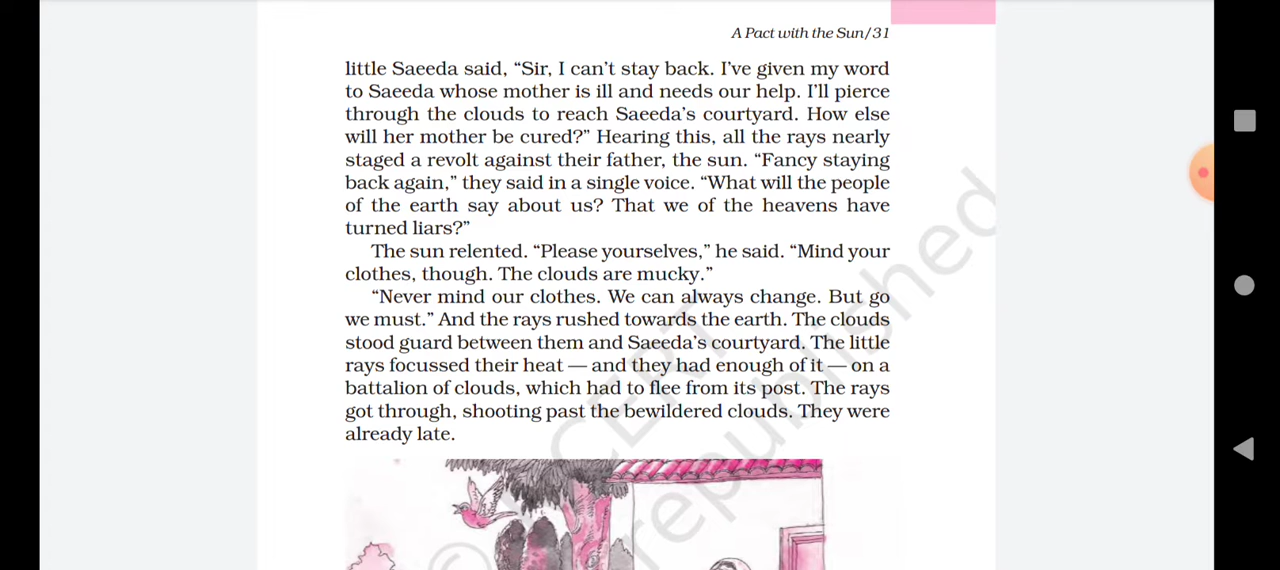 A Pact with the Sun/31
little Saeeda said, “Sir, I can’t stay back. I’ve given my word
to Saeeda whose mother is ill and needs our help. I’ll pierce
through the clouds to reach Saeeda’s courtyard. How else
will her mother be cured?” Hearing this, all the rays nearly
staged a revolt against their father, the sun. “Fancy staying
back again,” they said in a single voice. “What will the people
of the earth say about us? That we of the heavens have
turned liars?”
The sun relented. “Please yourselves,” he said. “Mind your
clothes, though. The clouds are mucky.”
“Never mind our clothes. We can always change. But go
we must.” And the rays rushed towards the earth. The clouds
stood guard between them and Saeeda’s courtyard. The little
rays focussed their heat — and they had enough of it — on a
battalion of clouds, which had to flee from its post. The rays
got through, shooting past the bewildered clouds. They were
already late.
©
CERT
republished